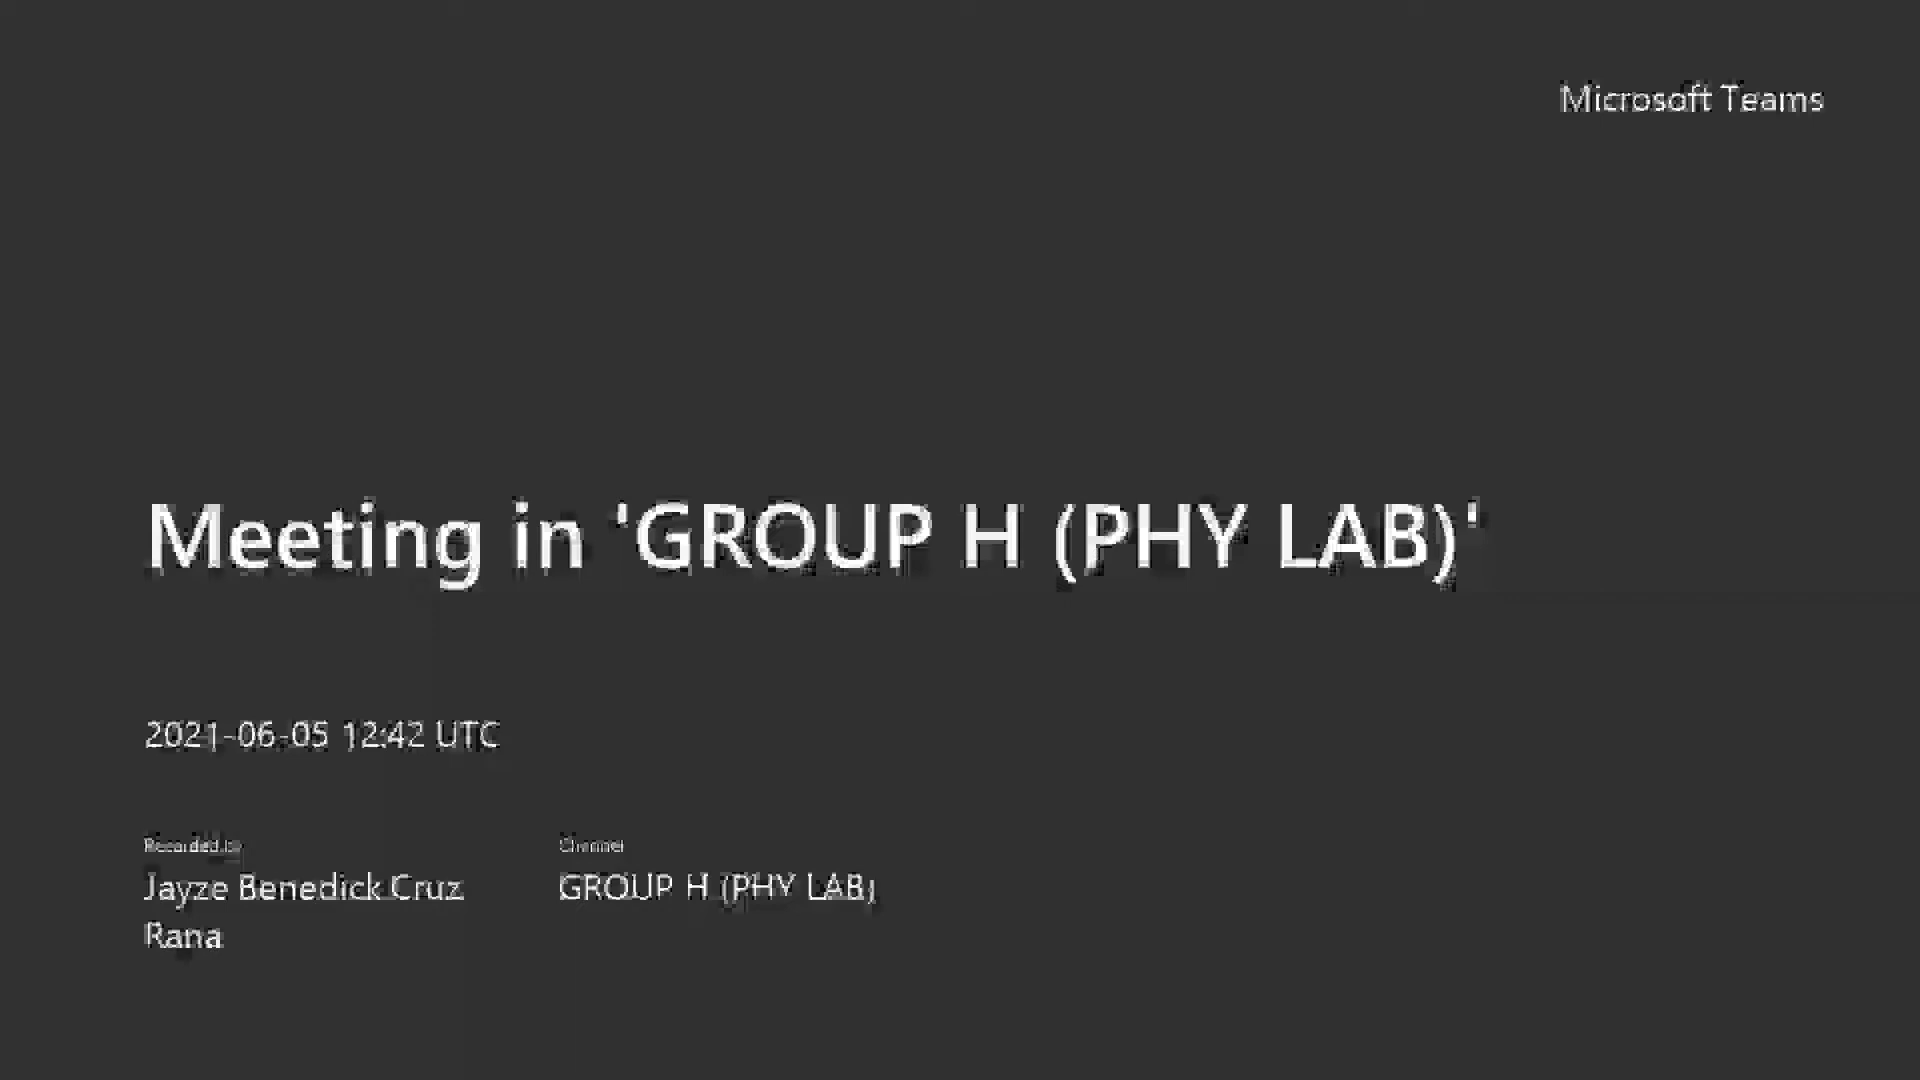 Microsoft Teams
Meeting in 'GROUP H (PHY LAB)'
2021-06-05 12:42 UTC
Recorded by
Channel
Jayze Benedick Cruz
Rana
GROUP H (PHY LAB)